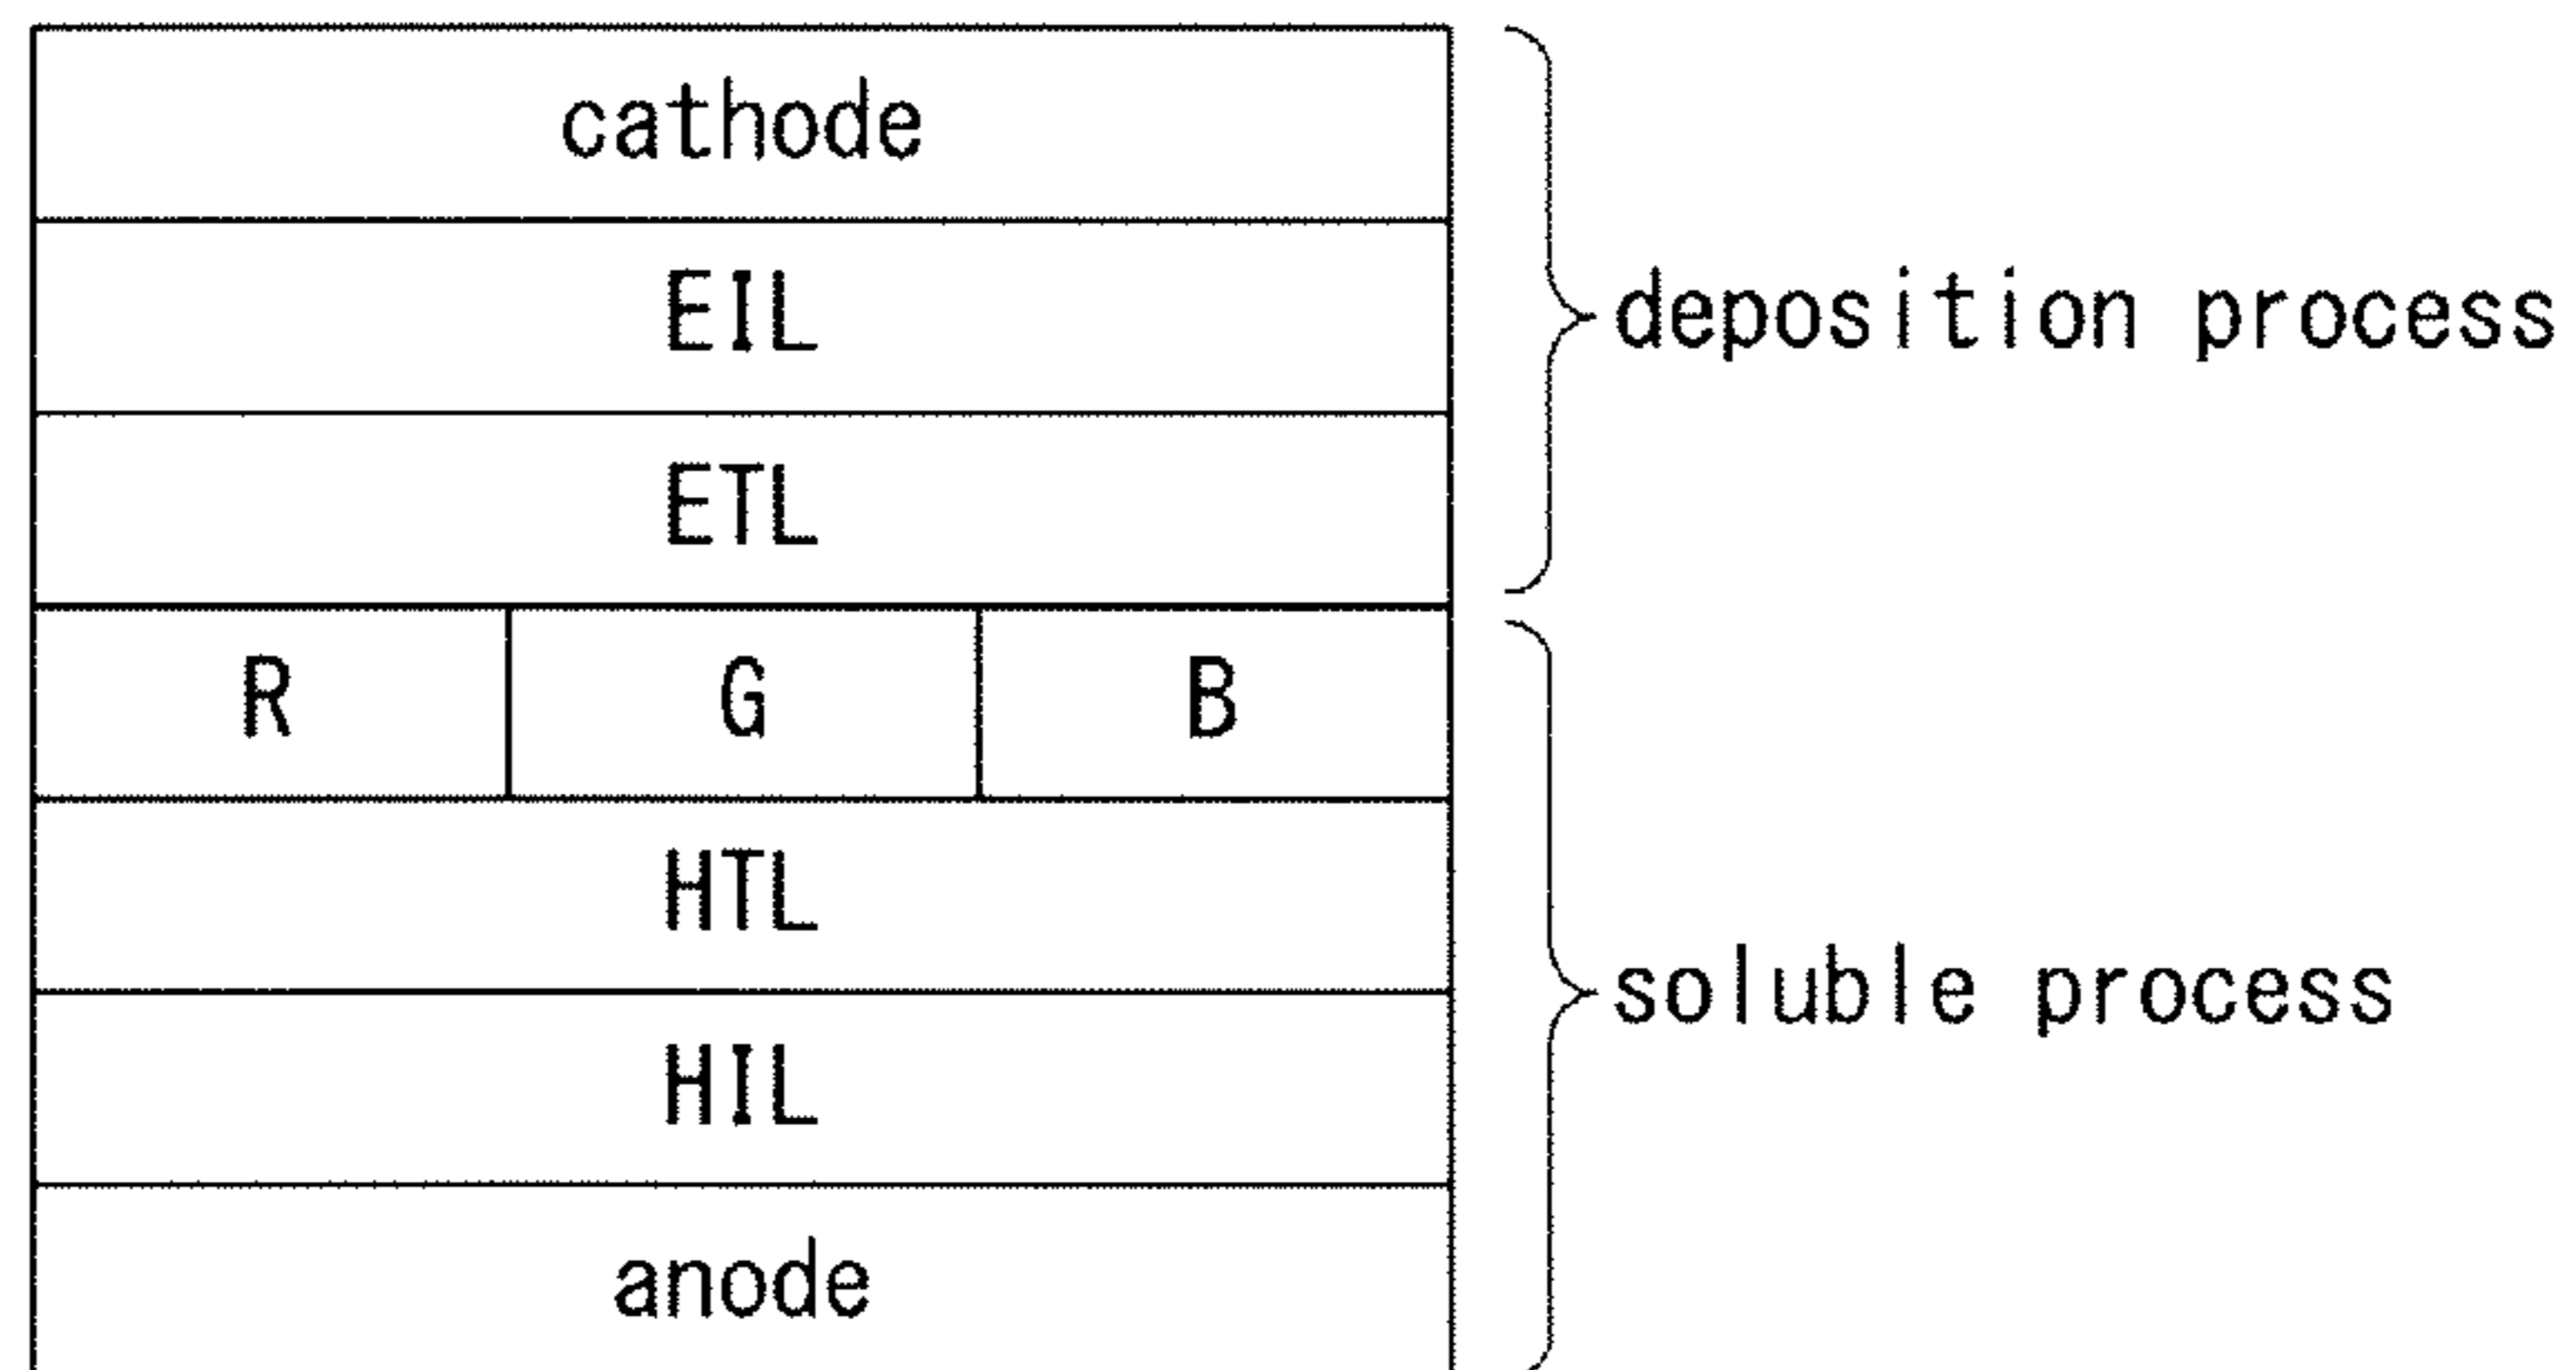 cathode
EIL
deposition process
ETL
R G B
HTL
soluble process
HIL
anode